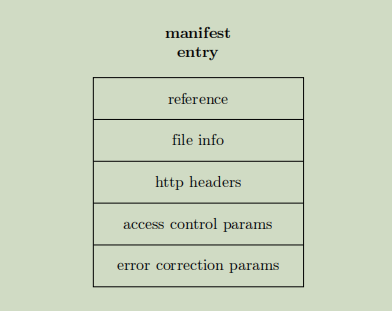 manifest
entry
reference
file info
http headers
access control params
error correction params